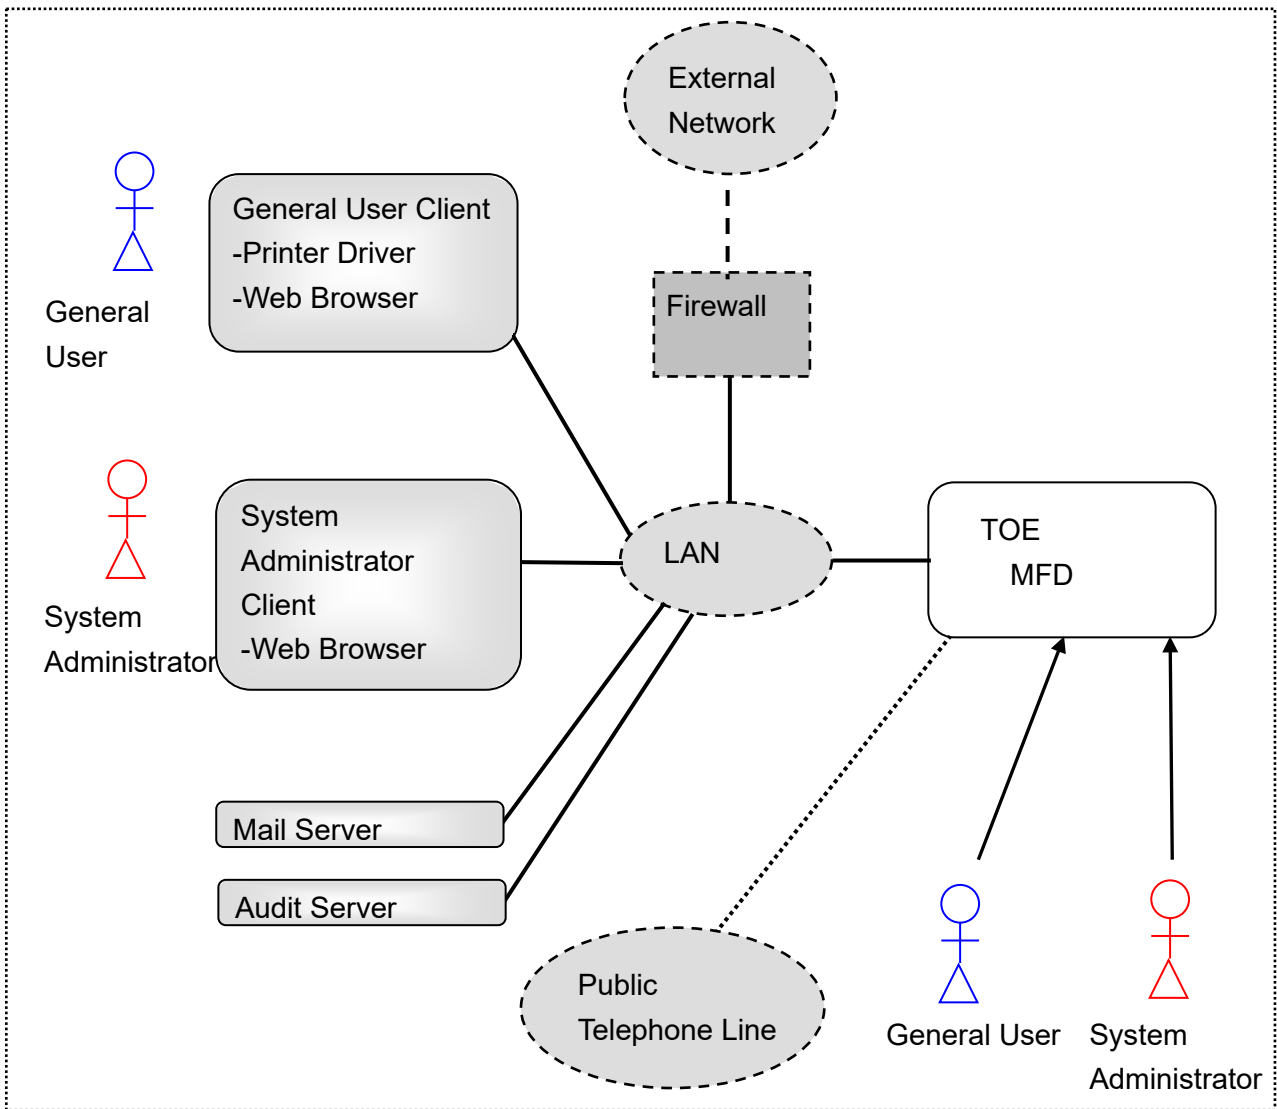 External
Network
General User Client
-Printer Driver
-Web Browser
General
User
Firewall
System
Administrator
Client
-Web Browser
System
Administrator
LAN
TOE
MFD
Mail Server
Audit Server
Public
Telephone Line
General User
System
Administrator